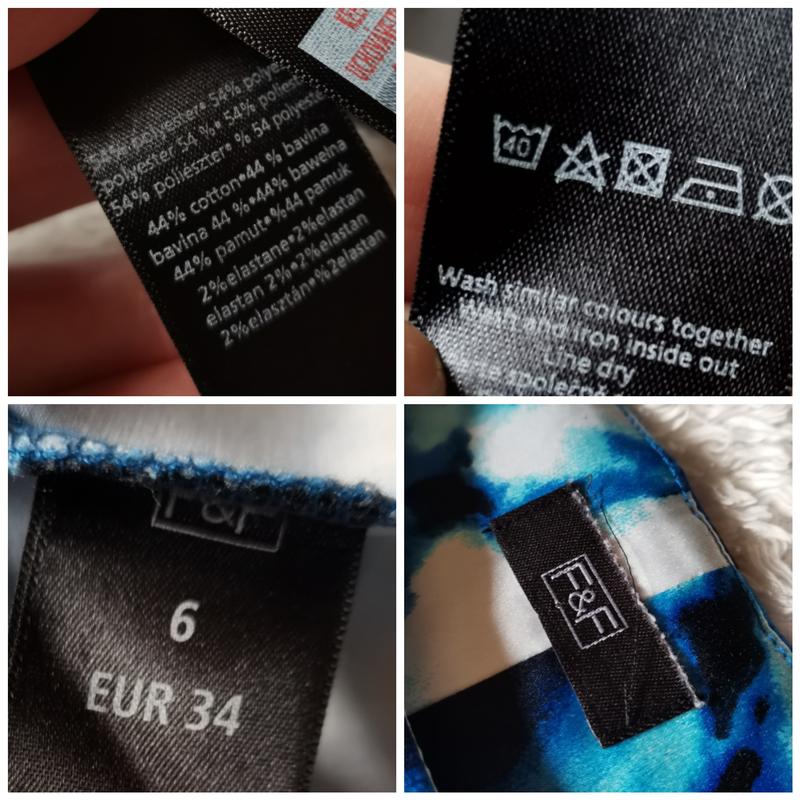 54% polyester•54% polye
polyester 54 %•54% polies
54% poliészter•% 54 polyeste
44% cotton•44 % bavlna
bavlna 44 %•44% bawełna
44% pamut•%44 pamuk
2%elastane•2%elastan
elastan 2%•2%elastan
2%elasztán•%2elastan
40
Wash similar colours together
Wash and iron inside out
Line dry
F&F
6
EUR 34
F&F